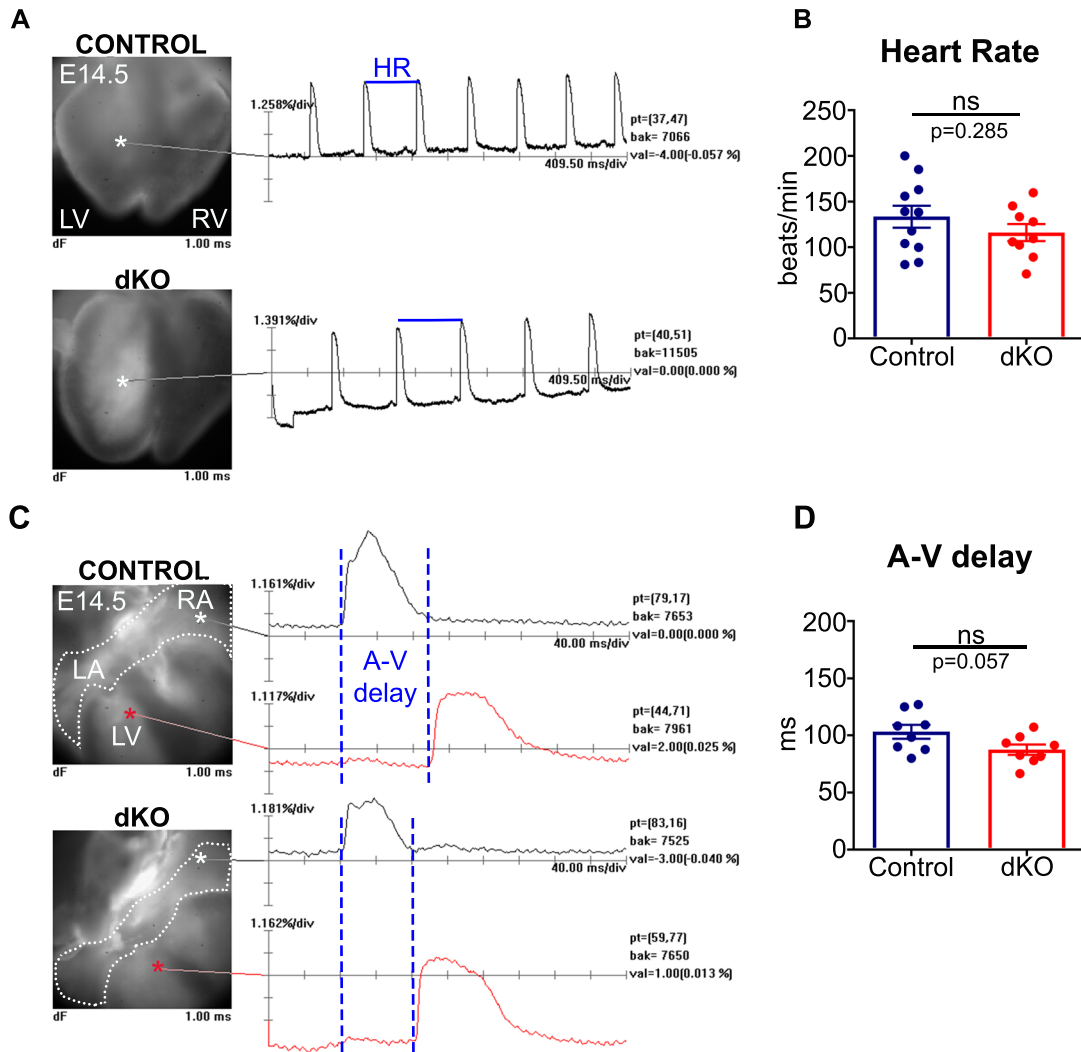 A
CONTROL
E14.5
*
LV
RV
dF
1.00 ms
HR
1.258%/div
409.50 ms/div
pt=(37,47)
bak= 7066
val=-4.00(-0.057 %)
dKO
*
dF
1.00 ms
1.391%/div
409.50 ms/div
pt=(40,51)
bak=11505
val=0.00(0.000 %)
B
Heart Rate
ns
p=0.285
beats/min
250
200
150
100
50
0
Control
dKO
C
CONTROL
E14.5
RA
*
LA
*
LV
dF
1.00 ms
1.161%/div
40.00 ms/div
pt=(79,17)
bak= 7653
val=0.00(0.000 %)
A-V
delay
1.117%/div
pt=(44,71)
bak= 7961
val=2.00(0.025 %)
dKO
*
*
dF
1.00 ms
1.181%/div
40.00 ms/div
pt=(83,16)
bak= 7525
val=-3.00(-0.040 %)
1.162%/div
pt=(59,77)
bak= 7650
val=1.00(0.013 %)
D
A-V delay
ns
p=0.057
ms
200
150
100
50
0
Control
dKO